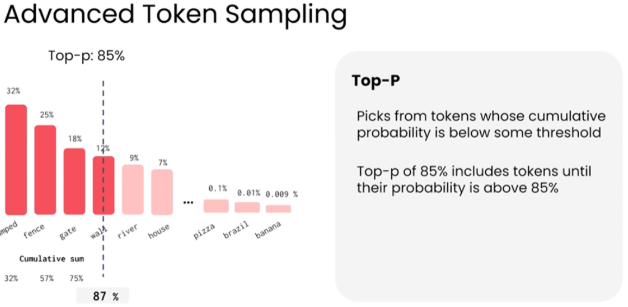 Advanced Token Sampling
Top-p: 85%
32%
25%
18%
12%
9%
7%
...
0.1%
0.01%
0.009 %
fence
gate
wall
river
house
pizza
brazil
banana
Cumulative sum
32%
57%
75%
87 %
Top-P
Picks from tokens whose cumulative
probability is below some threshold
Top-p of 85% includes tokens until
their probability is above 85%